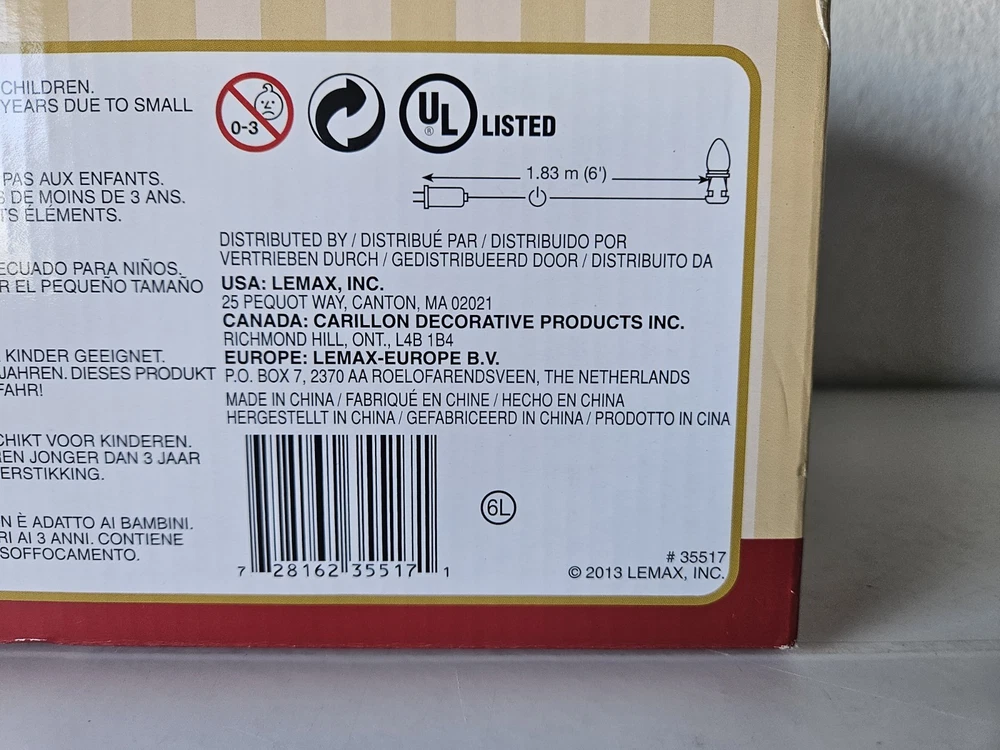 CHILDREN.
YEARS DUE TO SMALL
PAS AUX ENFANTS.
DE MOINS DE 3 ANS.
ÉLÉMENTS.
PARA NIÑOS.
EL PEQUEÑO TAMAÑO
KINDER GEEIGNET.
JAHREN. DIESES PRODUKT
VOOR KINDEREN.
JONGER DAN 3 JAAR
È ADATTO AI BAMBINI.
AI 3 ANNI. CONTIENE
SOFFOCAMENTO.
0-3
UL
®
LISTED
1.83 m (6')
DISTRIBUTED BY / DISTRIBUÉ PAR / DISTRIBUIDO POR
VERTRIEBEN DURCH / GEDISTRIBUEERD DOOR / DISTRIBUITO DA
USA: LEMAX, INC.
25 PEQUOT WAY, CANTON, MA 02021
CANADA: CARILLON DECORATIVE PRODUCTS INC.
RICHMOND HILL, ONT., L4B 1B4
EUROPE: LEMAX-EUROPE B.V.
P.O. BOX 7, 2370 AA ROELOFARENDSVEEN, THE NETHERLANDS
MADE IN CHINA / FABRIQUÉ EN CHINE / HECHO EN CHINA
HERGESTELLT IN CHINA / GEFABRICEERD IN CHINA / PRODOTTO IN CINA
7 28162 35517 1
6L
# 35517
© 2013 LEMAX, INC.